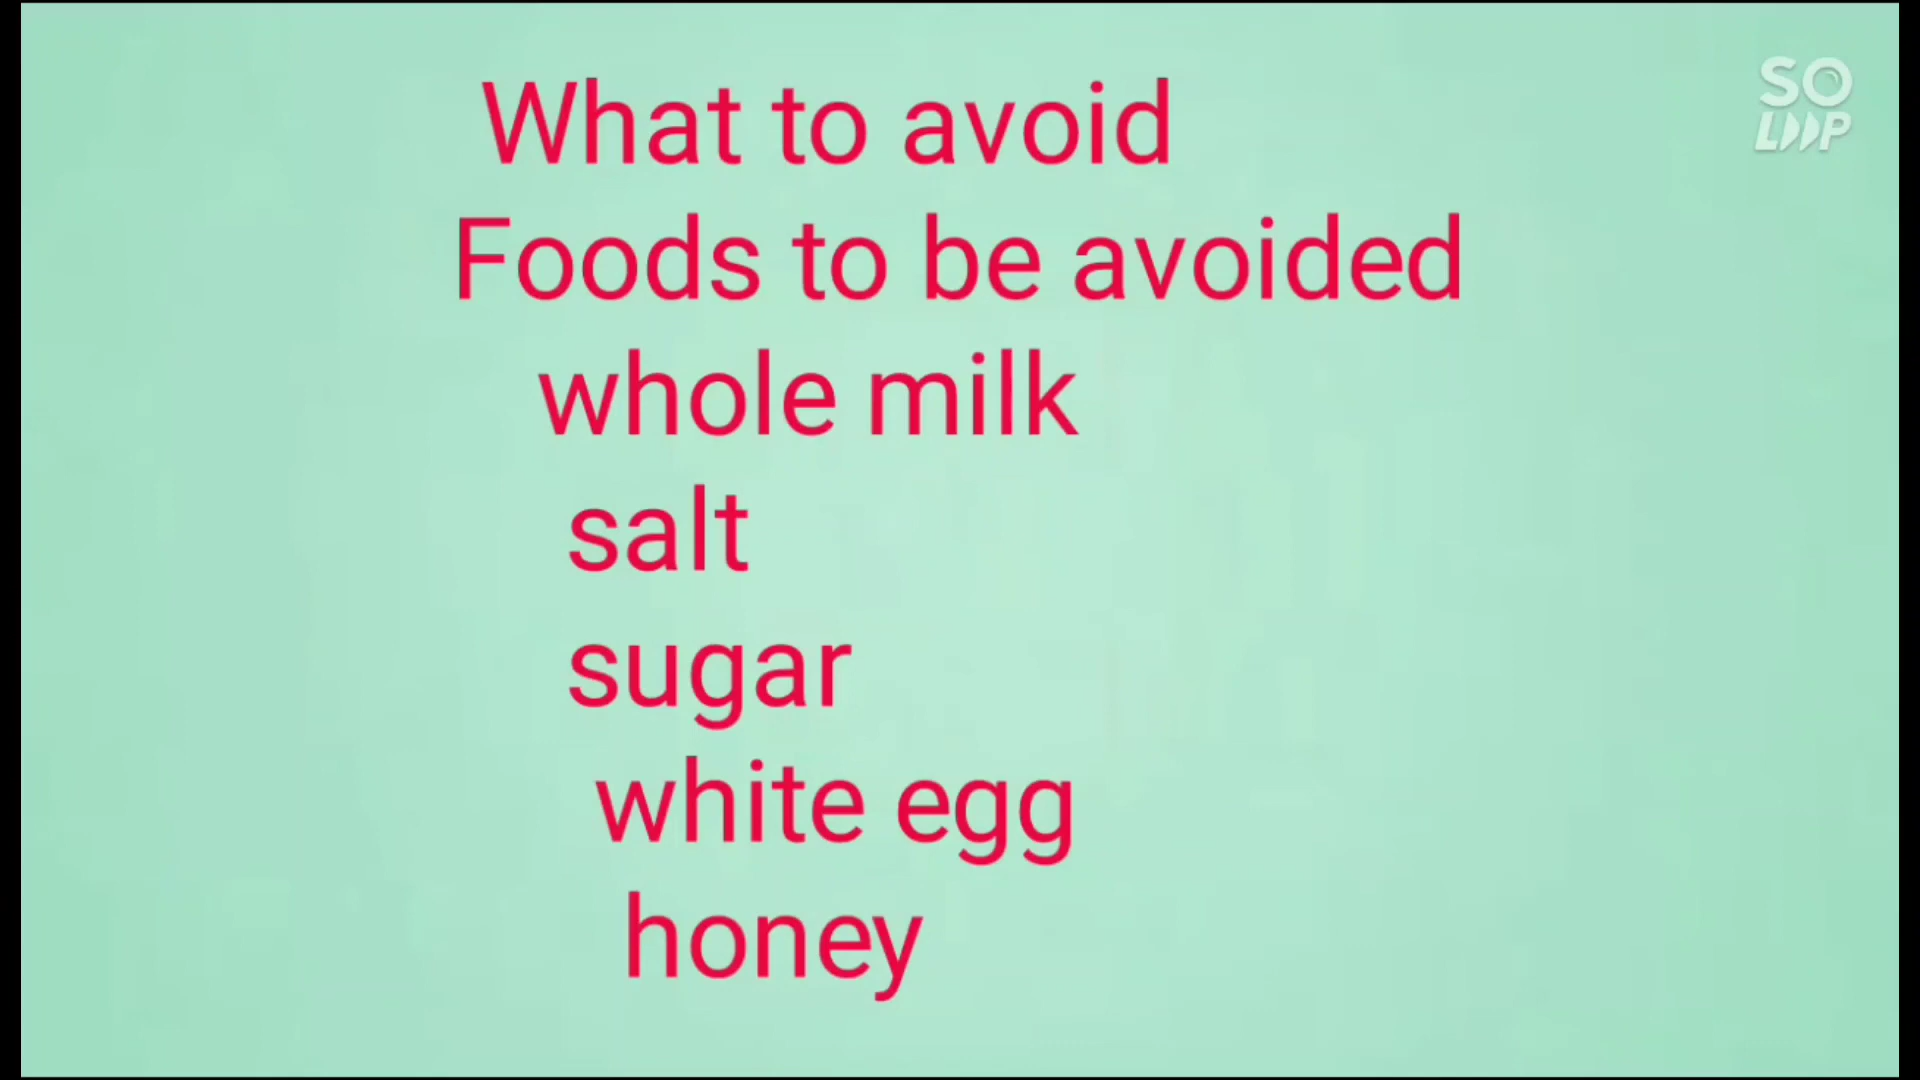 What to avoid
Foods to be avoided
whole milk
salt
sugar
white egg
honey
SO
LOOP